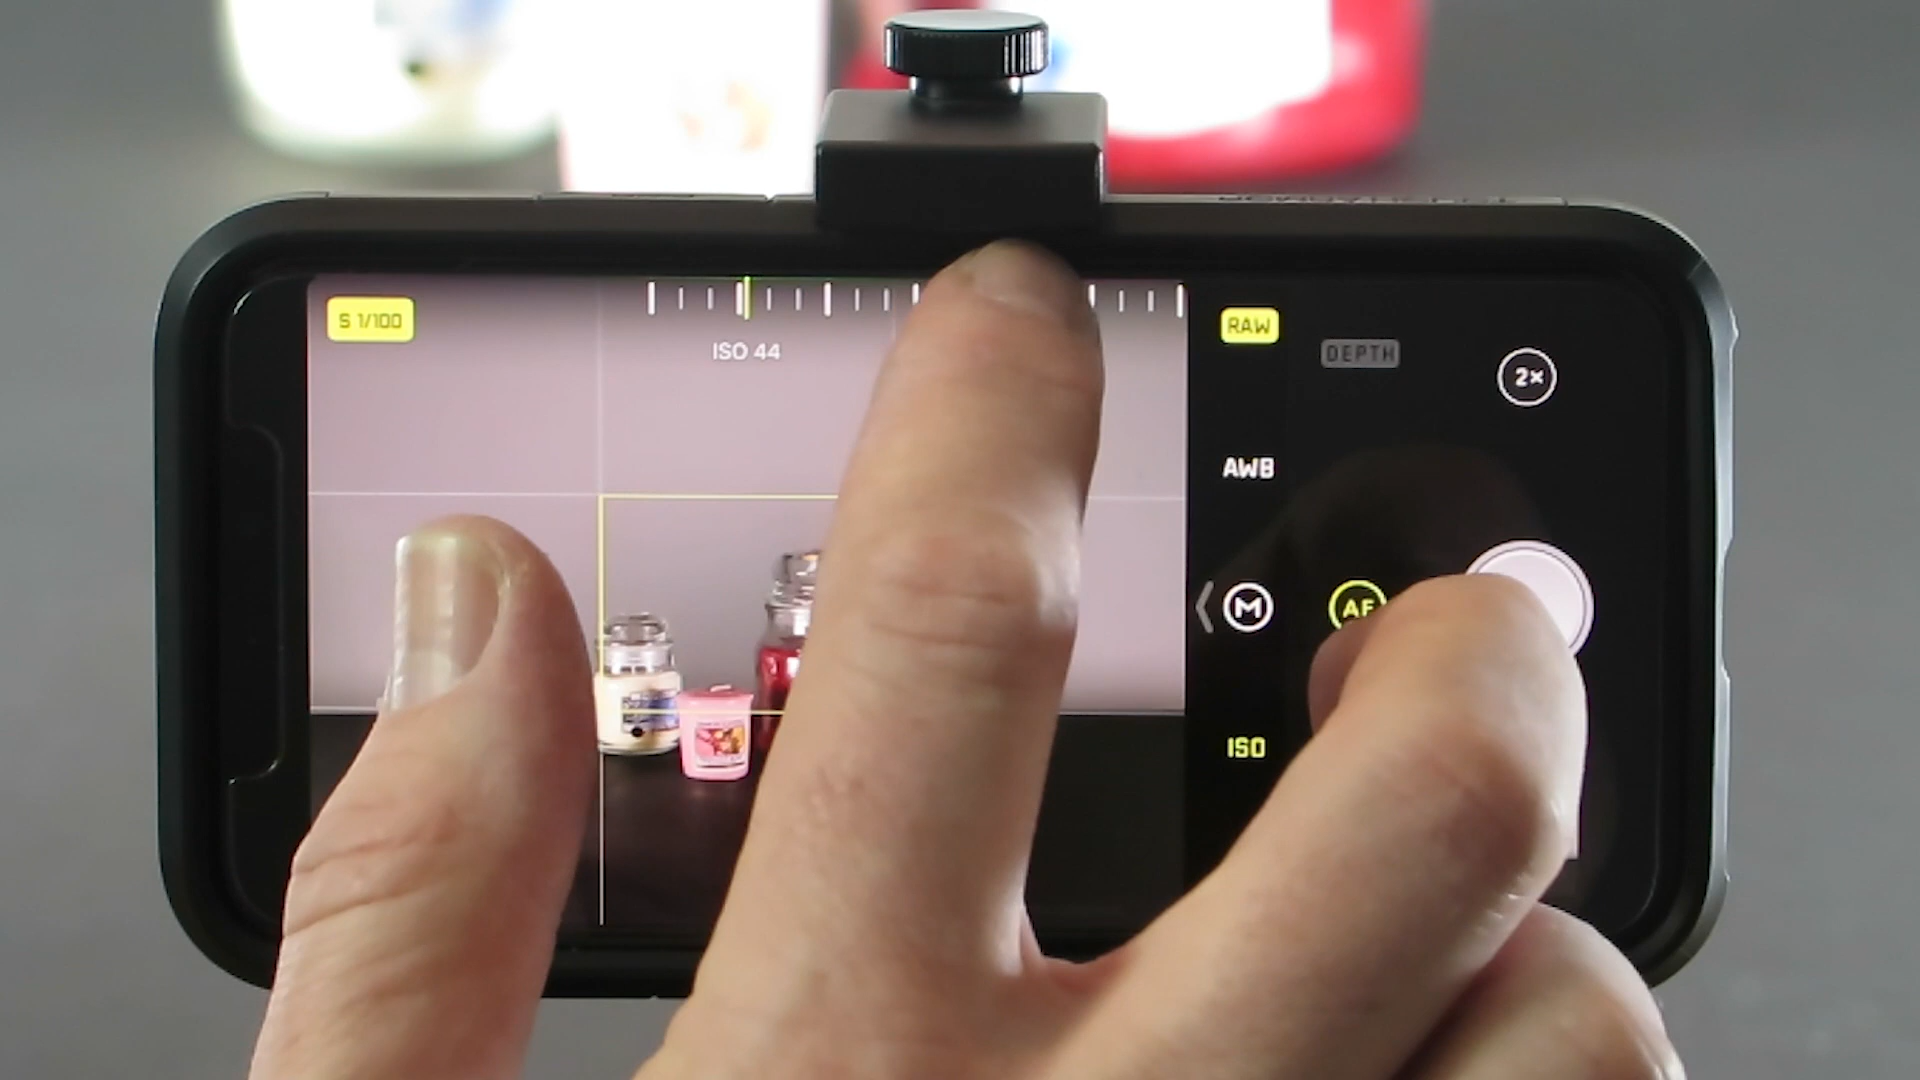 S 1/100
ISO 44
RAW
DEPTH
2×
AWB
M
AF
ISO